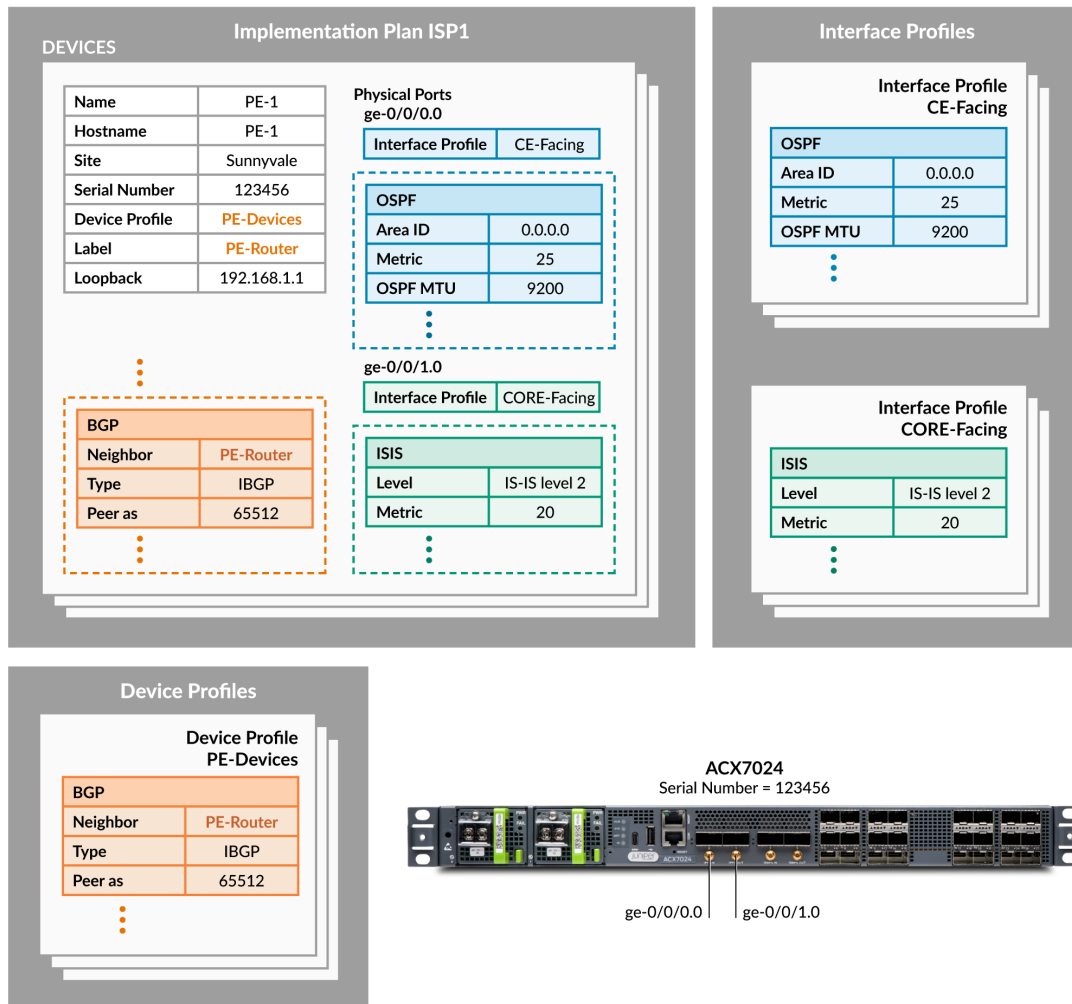 Implementation Plan ISP1
DEVICES
Name PE-1
Hostname PE-1
Site Sunnyvale
Serial Number 123456
Device Profile PE-Devices
Label PE-Router
Loopback 192.168.1.1
BGP
Neighbor PE-Router
Type IBGP
Peer as 65512
Physical Ports
ge-0/0/0.0
Interface Profile CE-Facing
OSPF
Area ID 0.0.0.0
Metric 25
OSPF MTU 9200
ge-0/0/1.0
Interface Profile CORE-Facing
ISIS
Level IS-IS level 2
Metric 20
Interface Profiles
Interface Profile
CE-Facing
OSPF
Area ID 0.0.0.0
Metric 25
OSPF MTU 9200
Interface Profile
CORE-Facing
ISIS
Level IS-IS level 2
Metric 20
Device Profiles
Device Profile
PE-Devices
BGP
Neighbor PE-Router
Type IBGP
Peer as 65512
ACX7024
Serial Number = 123456
JUNIPER
ACX7024
ge-0/0/0.0 ge-0/0/1.0